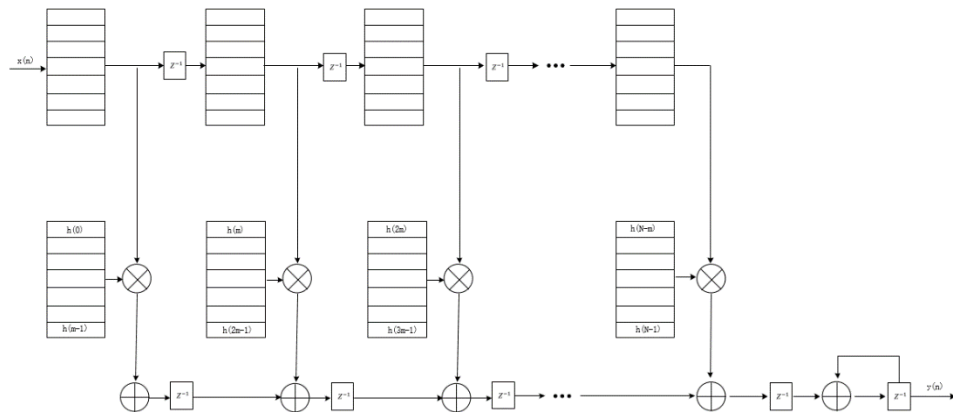 x(n)
Z⁻¹
Z⁻¹
Z⁻¹
•••
h(0)
h(m)
h(2m)
h(N-m)
h(m-1)
h(2m-1)
h(3m-1)
h(N-1)
Z⁻¹
Z⁻¹
Z⁻¹
•••
Z⁻¹
Z⁻¹
y(n)